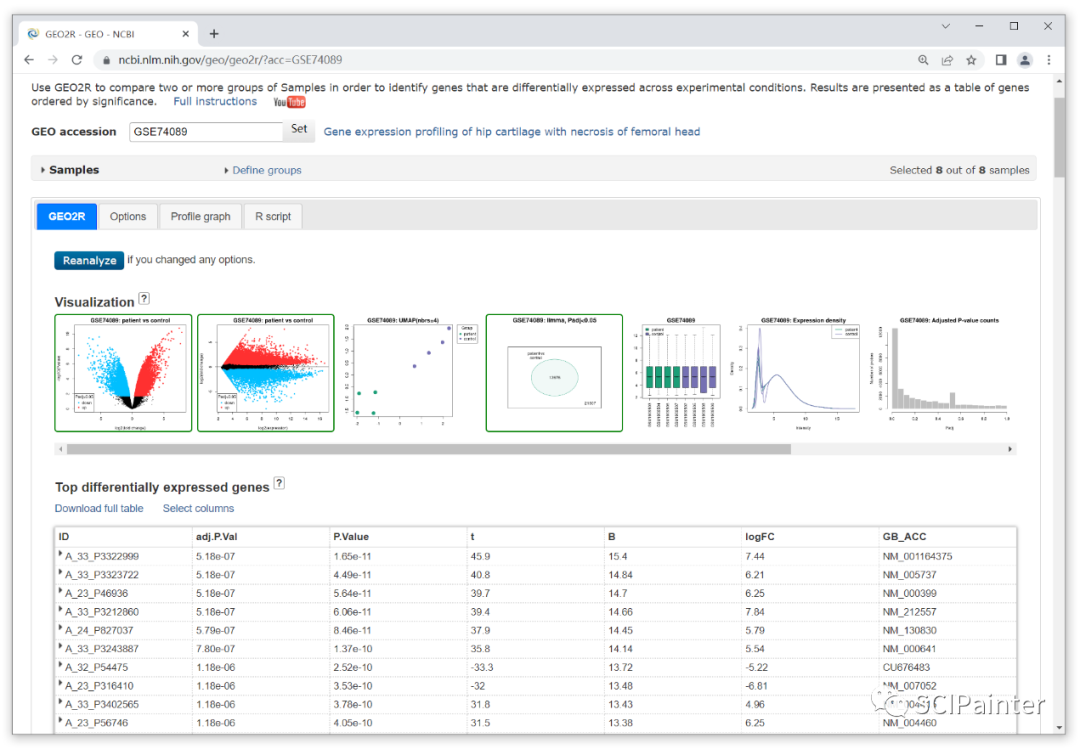 GEO2R - GEO - NCBI
ncbi.nlm.nih.gov/geo/geo2r/?acc=GSE74089
Use GEO2R to compare two or more groups of Samples in order to identify genes that are differentially expressed across experimental conditions. Results are presented as a table of genes
ordered by significance. Full instructions YouTube
GEO accession GSE74089 Set Gene expression profiling of hip cartilage with necrosis of femoral head
Samples Define groups Selected 8 out of 8 samples
GEO2R Options Profile graph R script
Reanalyze if you changed any options.
Visualization ?
GSE74089: patient vs control GSE74089: patient vs control GSE74089: UMAP(nbrs=4) GSE74089: limma, Padj<0.05 GSE74089 GSE74089: Expression density GSE74089: Adjusted P-value counts
Top differentially expressed genes ?
Download full table Select columns
ID adj.P.Val P.Value t B logFC GB_ACC
A_33_P3322999 5.18e-07 1.65e-11 45.9 15.4 7.44 NM_001164375
A_33_P3323722 5.18e-07 4.49e-11 40.8 14.84 6.21 NM_005737
A_23_P46936 5.18e-07 5.64e-11 39.7 14.7 6.25 NM_000399
A_33_P3212860 5.18e-07 6.06e-11 39.4 14.66 7.84 NM_212557
A_24_P827037 5.79e-07 8.46e-11 37.9 14.45 5.79 NM_130830
A_33_P3243887 7.80e-07 1.37e-10 35.8 14.14 5.54 NM_000641
A_32_P54475 1.18e-06 2.52e-10 -33.3 13.72 -5.22 CU676483
A_23_P316410 1.18e-06 3.53e-10 -32 13.48 -6.81 NM_007052
A_33_P3402565 1.18e-06 3.78e-10 31.8 13.43 4.96
SCIPainter
A_23_P56746 1.18e-06 4.05e-10 31.5 13.38 6.25 NM_004460